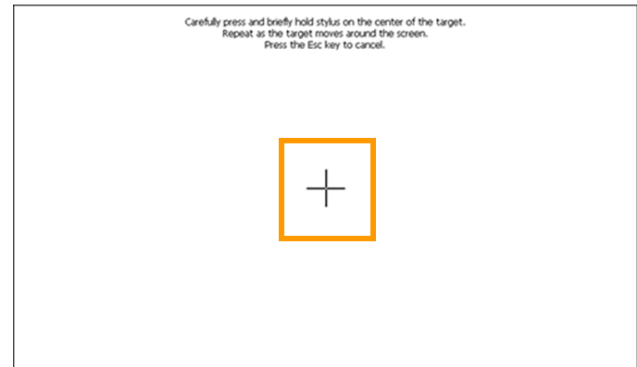 Carefully press and briefly hold stylus on the center of the target.
Repeat as the target moves around the screen.
Press the Esc key to cancel.